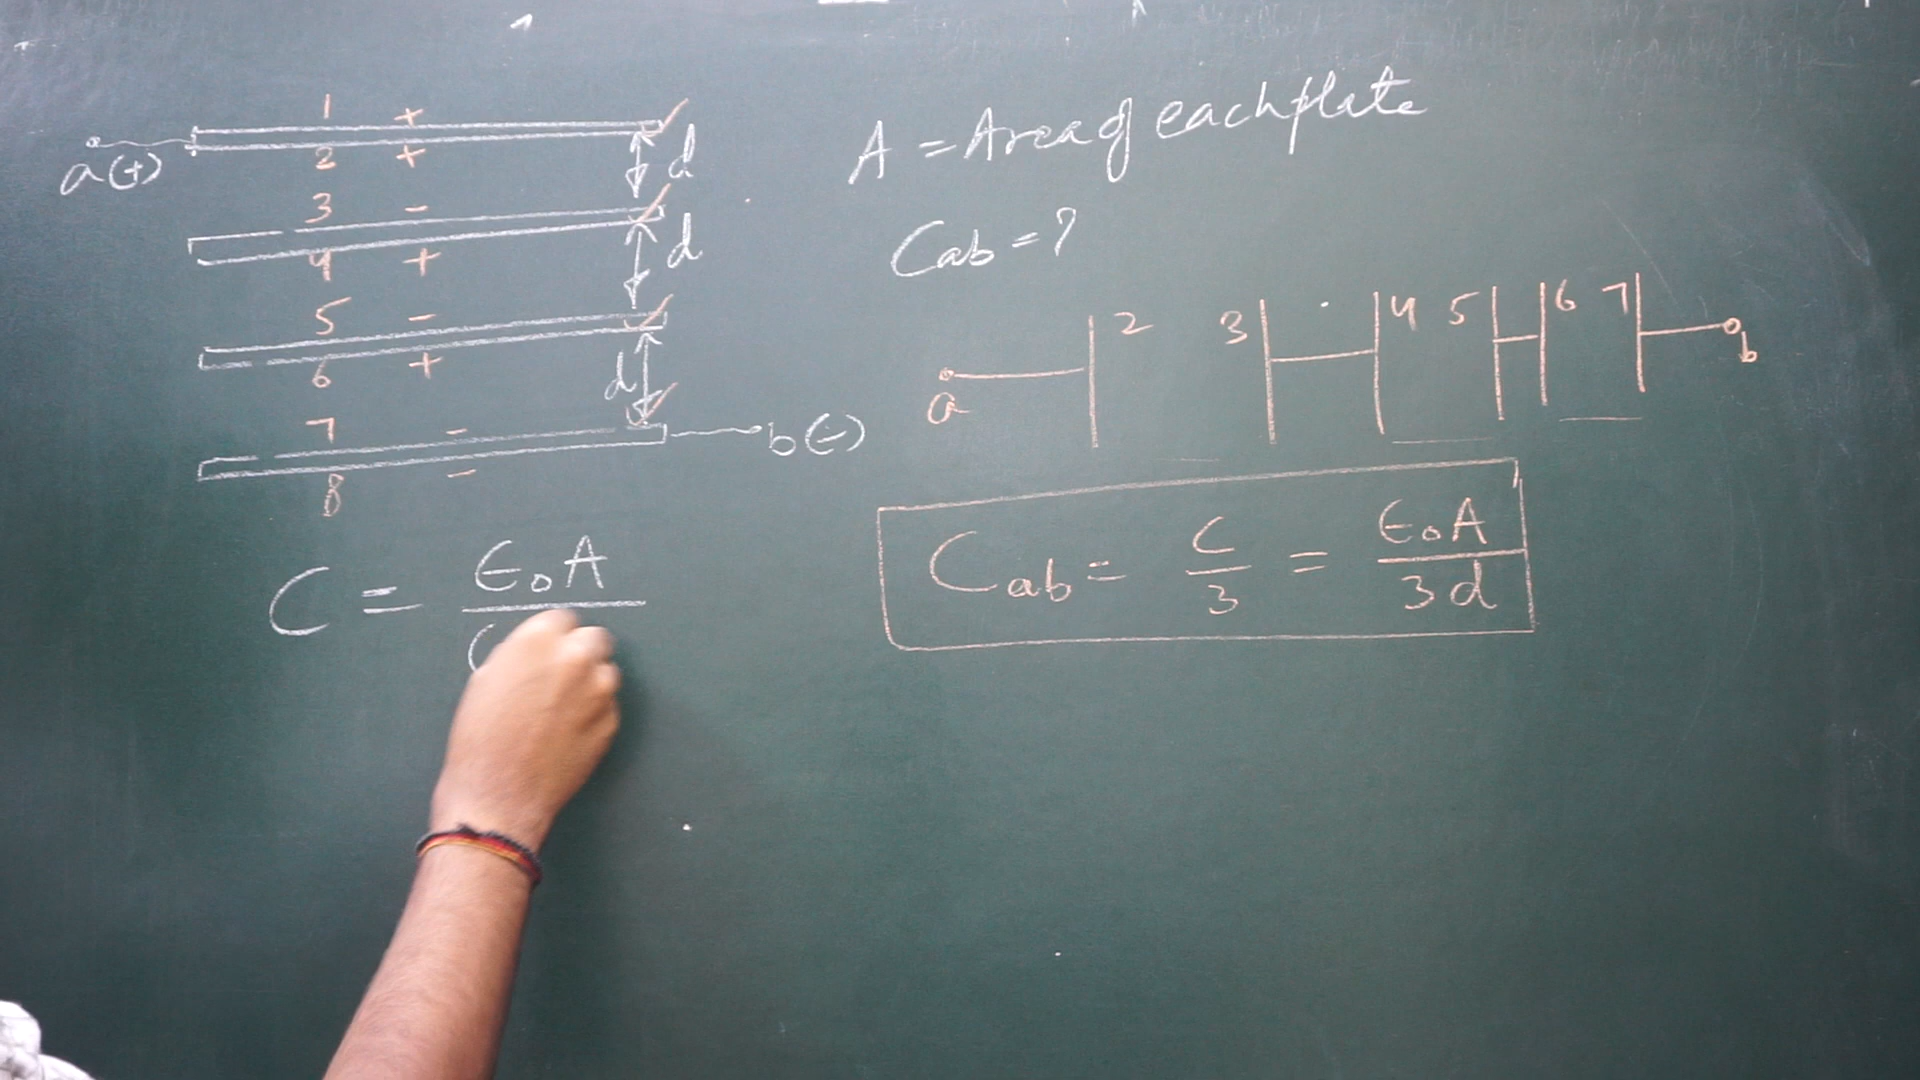 1 +
a(+)
2 +
d
3 -
4 +
d
5 -
6 +
d
7 -
b(-)
8 -
C = ϵ₀A
A = Area of each plate
Cab = ?
a 2 3 4 5 6 7 b
Cab = C/3 = ϵ₀A/3d